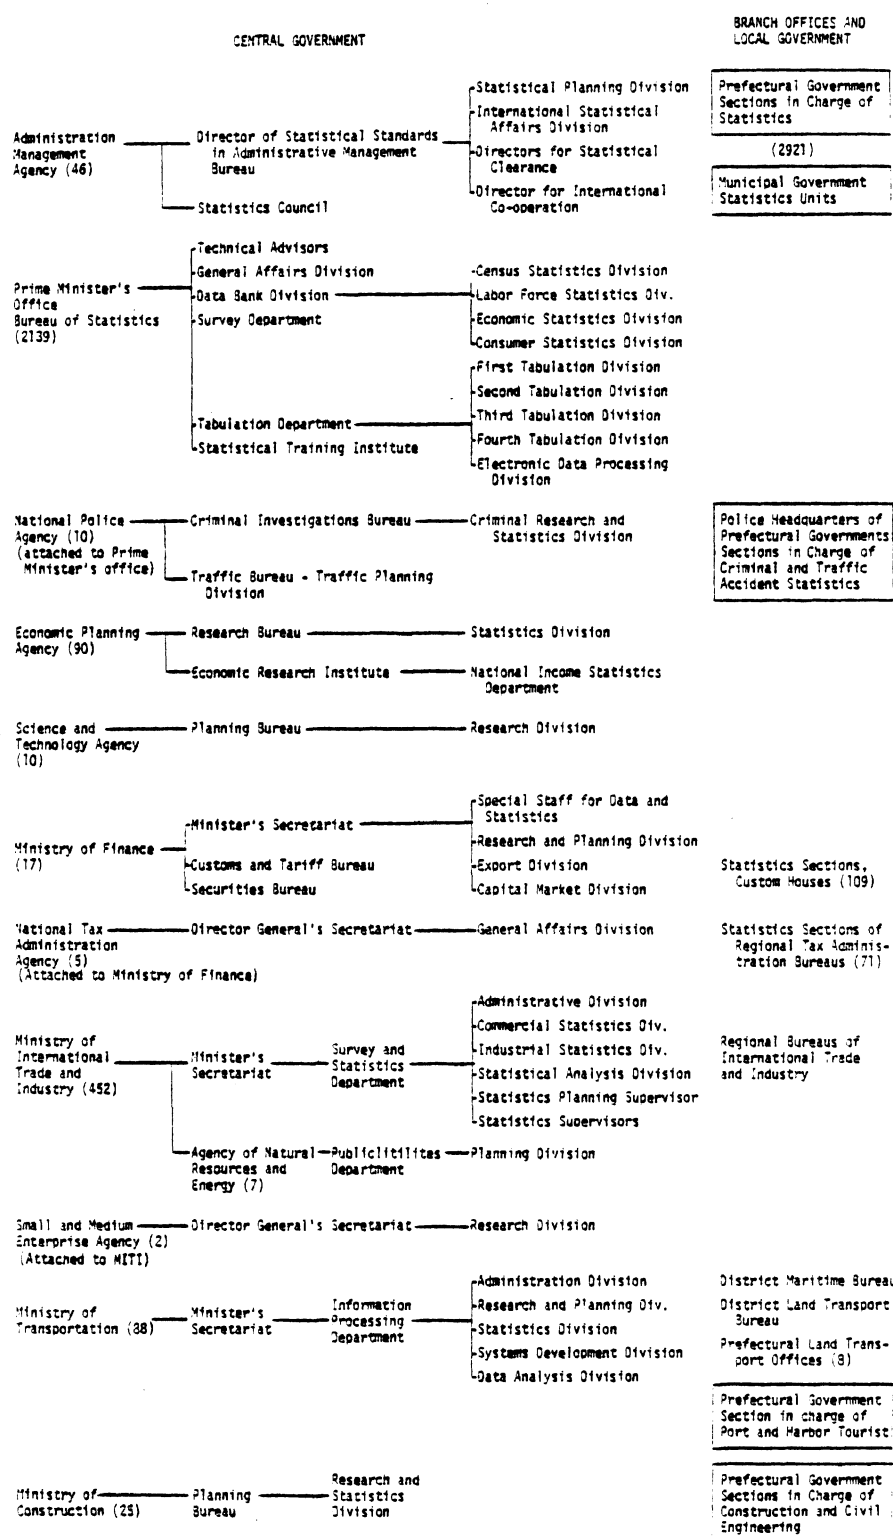 CENTRAL GOVERNMENT
BRANCH OFFICES AND
LOCAL GOVERNMENT
Administration
Management
Agency (46)
Director of Statistical Standards
in Administrative Management
Bureau
Statistics Council
Statistical Planning Division
International Statistical
Affairs Division
Directors for Statistical
Clearance
Director for International
Co-operation
Prefectural Government
Sections in Charge of
Statistics
(2921)
Municipal Government
Statistics Units
Prime Minister's
Office
Bureau of Statistics
(2139)
Technical Advisors
General Affairs Division
Data Bank Division
Survey Department
Census Statistics Division
Labor Force Statistics Div.
Economic Statistics Division
Consumer Statistics Division
Tabulation Department
Statistical Training Institute
First Tabulation Division
Second Tabulation Division
Third Tabulation Division
Fourth Tabulation Division
Electronic Data Processing
Division
National Police
Agency (10)
(attached to Prime
Minister's office)
Criminal Investigations Bureau
Traffic Bureau - Traffic Planning
Division
Criminal Research and
Statistics Division
Police Headquarters of
Prefectural Governments
Sections in Charge of
Criminal and Traffic
Accident Statistics
Economic Planning
Agency (90)
Research Bureau
Statistics Division
Economic Research Institute
National Income Statistics
Department
Science and
Technology Agency
(10)
Planning Bureau
Research Division
Ministry of Finance
(17)
Minister's Secretariat
Customs and Tariff Bureau
Securities Bureau
Special Staff for Data and
Statistics
Research and Planning Division
Export Division
Capital Market Division
Statistics Sections,
Custom Houses (109)
National Tax
Administration
Agency (5)
(Attached to Ministry of Finance)
Director General's Secretariat
General Affairs Division
Statistics Sections of
Regional Tax Adminis-
tration Bureaus (71)
Ministry of
International
Trade and
Industry (452)
Minister's
Secretariat
Survey and
Statistics
Department
Administrative Division
Commercial Statistics Div.
Industrial Statistics Div.
Statistical Analysis Division
Statistics Planning Supervisor
Statistics Supervisors
Regional Bureaus of
International Trade
and Industry
Agency of Natural
Resources and
Energy (7)
Publiclitilites
Department
Planning Division
Small and Medium
Enterprise Agency (2)
(Attached to MITI)
Director General's Secretariat
Research Division
Ministry of
Transportation (88)
Minister's
Secretariat
Information
Processing
Department
Administration Division
Research and Planning Div.
Statistics Division
Systems Development Division
Data Analysis Division
District Maritime Bureau
District Land Transport
Bureau
Prefectural Land Trans-
port Offices (8)
Prefectural Government
Section in charge of
Port and Harbor Tourist
Ministry of
Construction (25)
Planning
Bureau
Research and
Statistics
Division
Prefectural Government
Sections in Charge of
Construction and Civil
Engineering